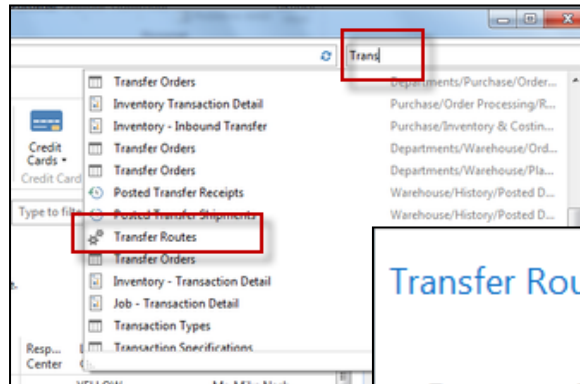 Trans
Transfer Orders Departments/Purchase/Order...
Inventory Transaction Detail Purchase/Order Processing/R...
Inventory - Inbound Transfer Purchase/Inventory & Costin...
Transfer Orders Departments/Warehouse/Ord...
Transfer Orders Departments/Warehouse/Pla...
Posted Transfer Receipts Warehouse/History/Posted D...
Posted Transfer Shipments Warehouse/History/Posted D...
Transfer Routes
Transfer Orders
Inventory - Transaction Detail
Job - Transaction Detail
Transaction Types
Transaction Specifications
Credit
Cards
Credit Card
Type to filte
Resp...
Center
YELLOW
Transfer Rou